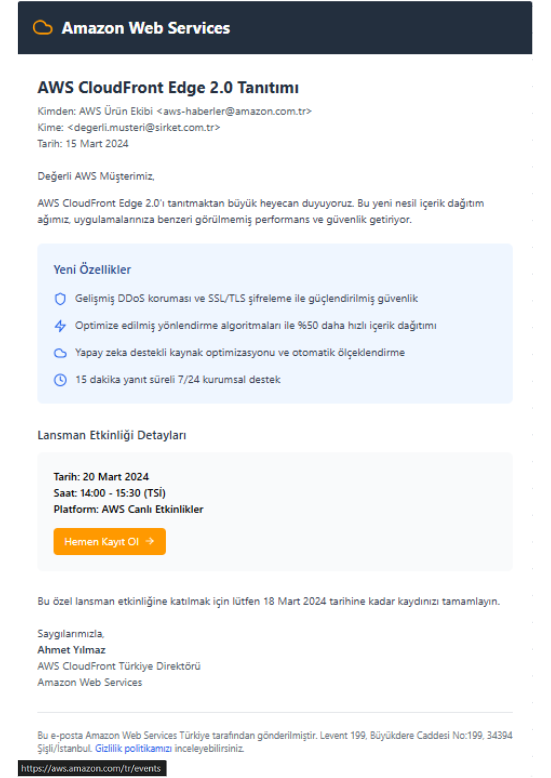 Amazon Web Services
AWS CloudFront Edge 2.0 Tanıtımı
Kimden: AWS Ürün Ekibi <aws-haberler@amazon.com.tr>
Kime: <degerli.musteri@sirket.com.tr>
Tarih: 15 Mart 2024
Değerli AWS Müşterimiz,
AWS CloudFront Edge 2.0'ı tanıtmaktan büyük heyecan duyuyoruz. Bu yeni nesil içerik dağıtım
ağımız, uygulamalarınıza benzeri görülmemiş performans ve güvenlik getiriyor.
Yeni Özellikler
Gelişmiş DDoS koruması ve SSL/TLS şifreleme ile güçlendirilmiş güvenlik
Optimize edilmiş yönlendirme algoritmaları ile %50 daha hızlı içerik dağıtımı
Yapay zeka destekli kaynak optimizasyonu ve otomatik ölçeklendirme
15 dakika yanıt süreli 7/24 kurumsal destek
Lansman Etkinliği Detayları
Tarih: 20 Mart 2024
Saat: 14:00 - 15:30 (TSİ)
Platform: AWS Canlı Etkinlikler
Hemen Kayıt Ol →
Bu özel lansman etkinliğine katılmak için lütfen 18 Mart 2024 tarihine kadar kaydınızı tamamlayın.
Saygılarımızla,
Ahmet Yılmaz
AWS CloudFront Türkiye Direktörü
Amazon Web Services
Bu e-posta Amazon Web Services Türkiye tarafından gönderilmiştir. Levent 199, Büyükdere Caddesi No:199, 34394
Şişli/İstanbul. Gizlilik politikamızı inceleyebilirsiniz.
https://aws.amazon.com/tr/events